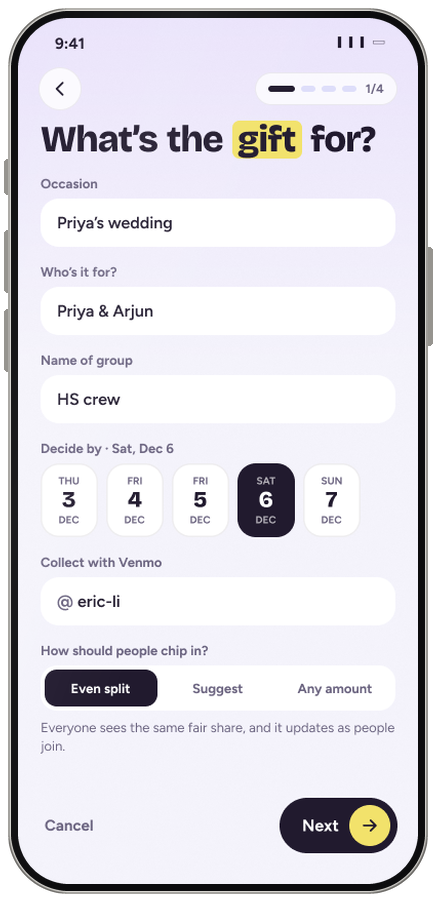 9:41
1/4
What's the gift for?
Occasion
Priya's wedding
Who's it for?
Priya & Arjun
Name of group
HS crew
Decide by · Sat, Dec 6
THU FRI FRI SAT SUN
3 4 5 6 7
DEC DEC DEC DEC DEC
Collect with Venmo
@ eric-li
How should people chip in?
Even split Suggest Any amount
Everyone sees the same fair share, and it updates as people
join.
Cancel Next